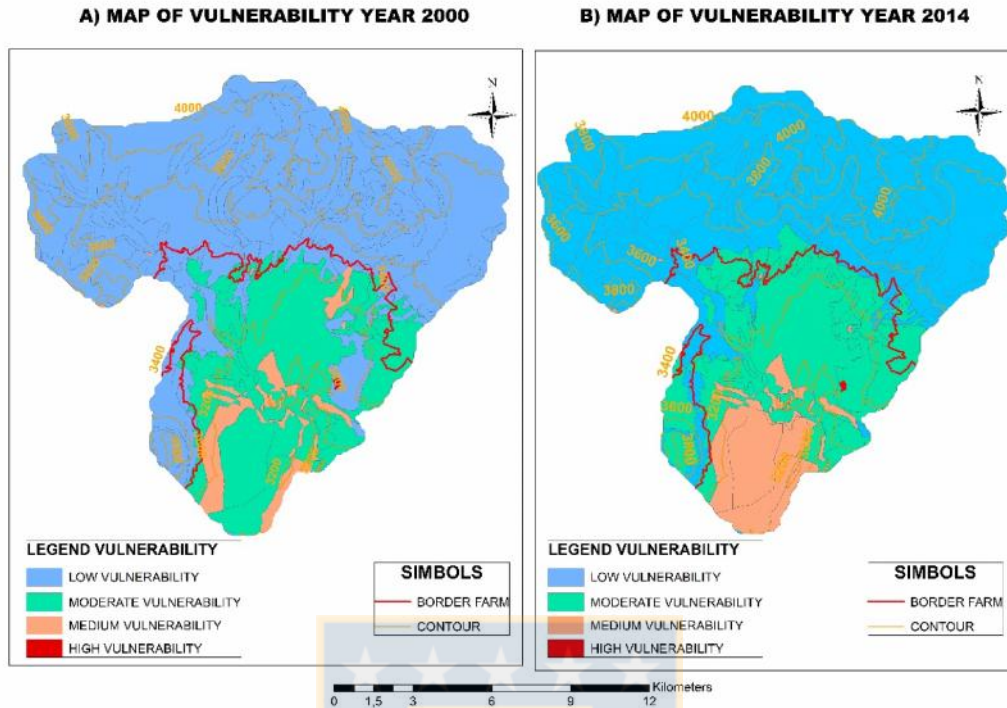 A) MAP OF VULNERABILITY YEAR 2000
B) MAP OF VULNERABILITY YEAR 2014
N
4000
3400
3200
LEGEND VULNERABILITY
LOW VULNERABILITY
MODERATE VULNERABILITY
MEDIUM VULNERABILITY
HIGH VULNERABILITY
SIMBOLS
BORDER FARM
CONTOUR
N
4000
4000
3800
3600
4000
3600
3600
3800
3400
3600
LEGEND VULNERABILITY
LOW VULNERABILITY
MODERATE VULNERABILITY
MEDIUM VULNERABILITY
HIGH VULNERABILITY
SIMBOLS
BORDER FARM
CONTOUR
Kilometers
0 1,5 3 6 9 12